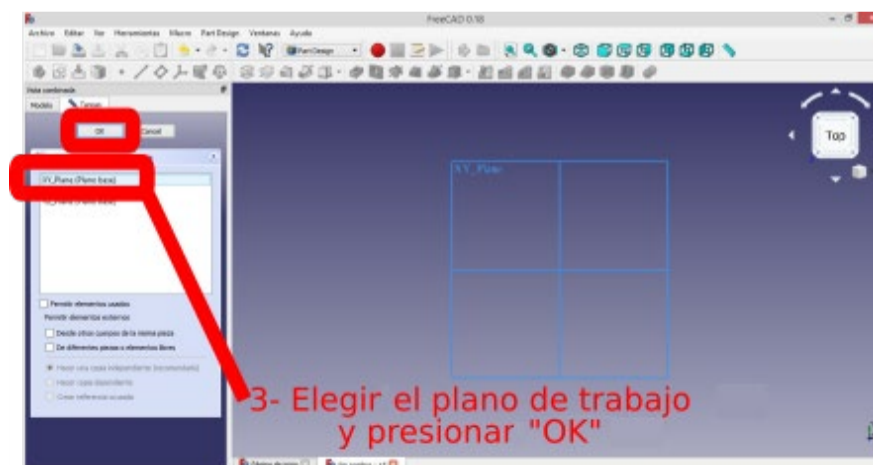 FreeCAD 0.18
Archivo Editar Ver Herramientas Macro Part Design Ventanas Ayuda
PartDesign
Vista combinada
Modelo Tareas
OK Cancel
XY_Plane (Plano base)
Permitir elementos usados
Permitir elementos externos
Desde otros cuerpos de la misma pieza
De diferentes piezas o elementos libres
Hacer una copia independiente (recomendado)
Hacer copia dependiente
Crear referencia cruzada
XY_Plane
Top
3- Elegir el plano de trabajo
y presionar "OK"